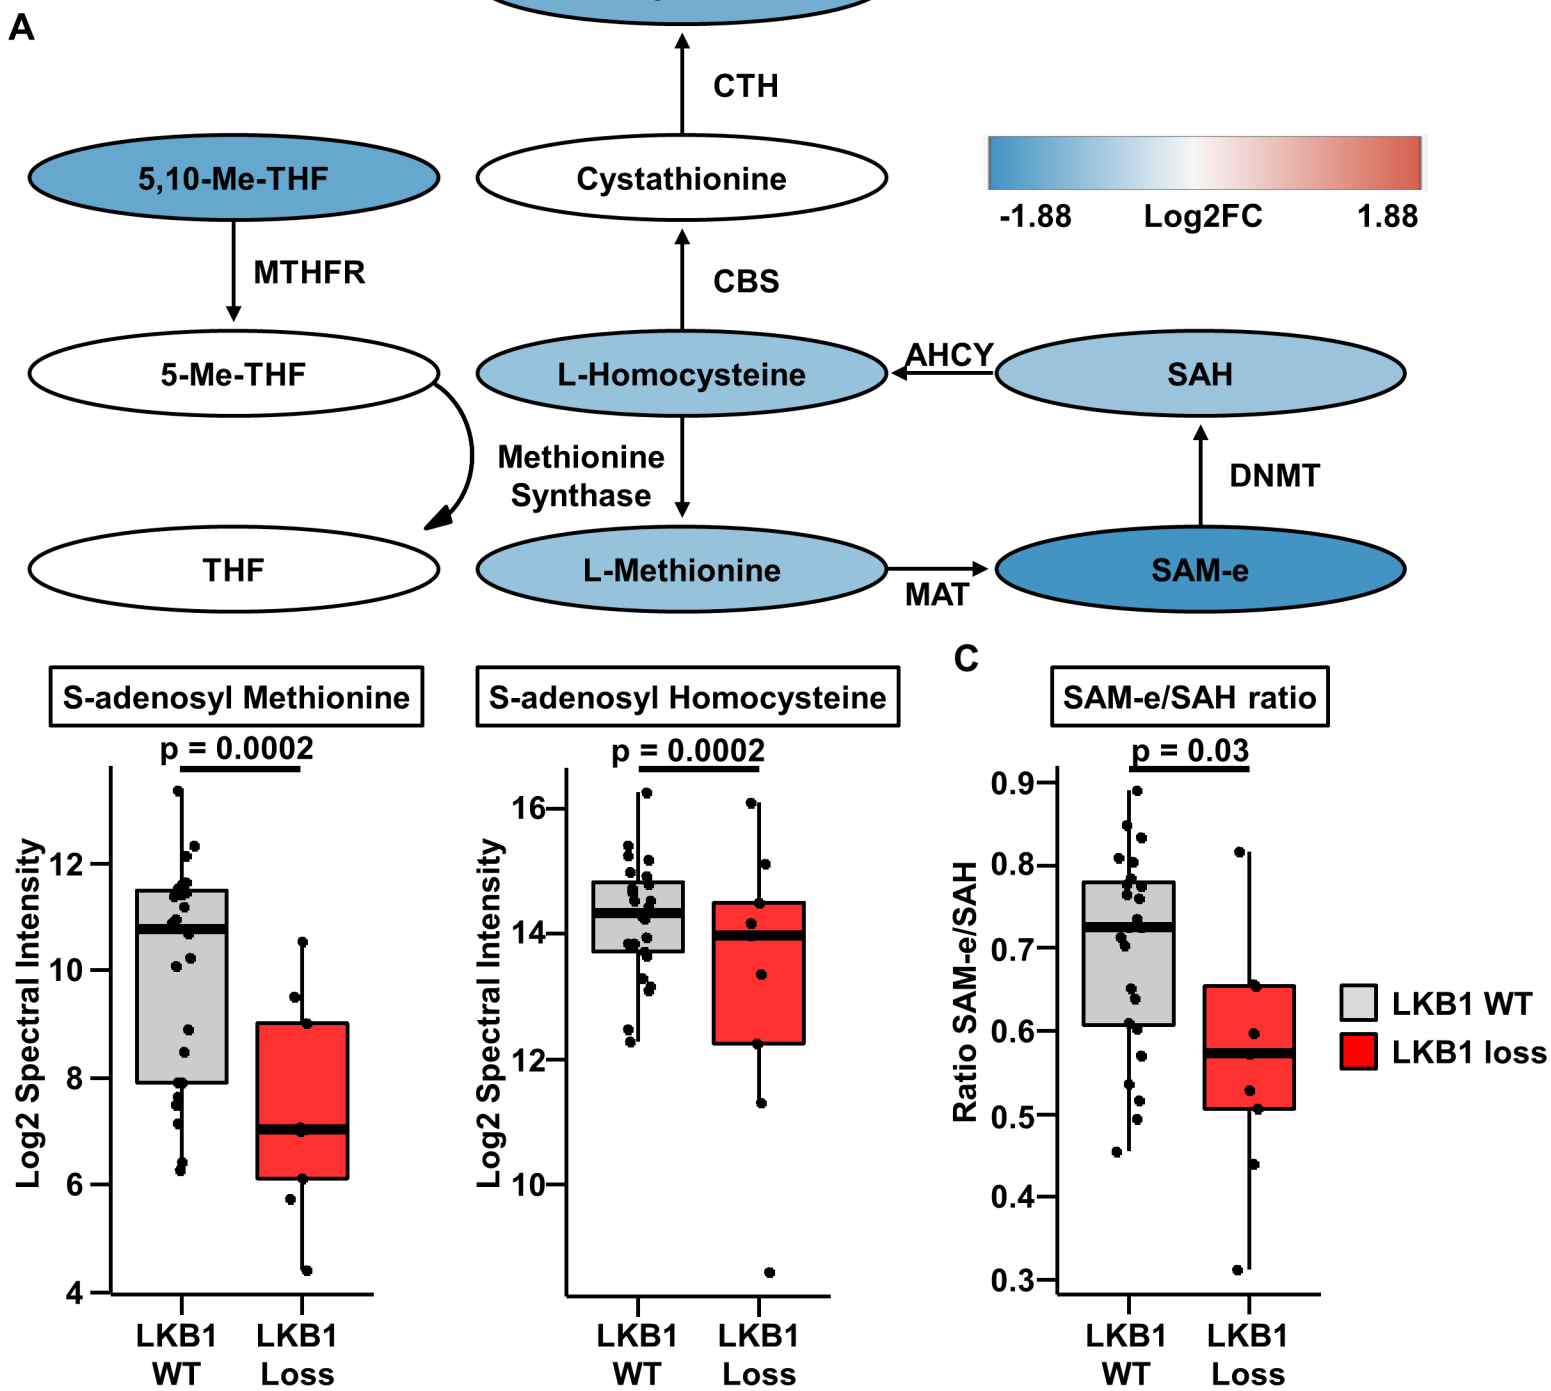 A
CTH
5,10-Me-THF
Cystathionine
-1.88
Log2FC
1.88
MTHFR
CBS
5-Me-THF
L-Homocysteine
AHCY
SAH
Methionine
Synthase
DNMT
THF
L-Methionine
MAT
SAM-e
S-adenosyl Methionine
p = 0.0002
Log2 Spectral Intensity
12
10
8
6
4
LKB1
WT
LKB1
Loss
S-adenosyl Homocysteine
p = 0.0002
Log2 Spectral Intensity
16
14
12
10
LKB1
WT
LKB1
Loss
C
SAM-e/SAH ratio
p = 0.03
Ratio SAM-e/SAH
0.9
0.8
0.7
0.6
0.5
0.4
0.3
LKB1
WT
LKB1
Loss
LKB1 WT
LKB1 loss